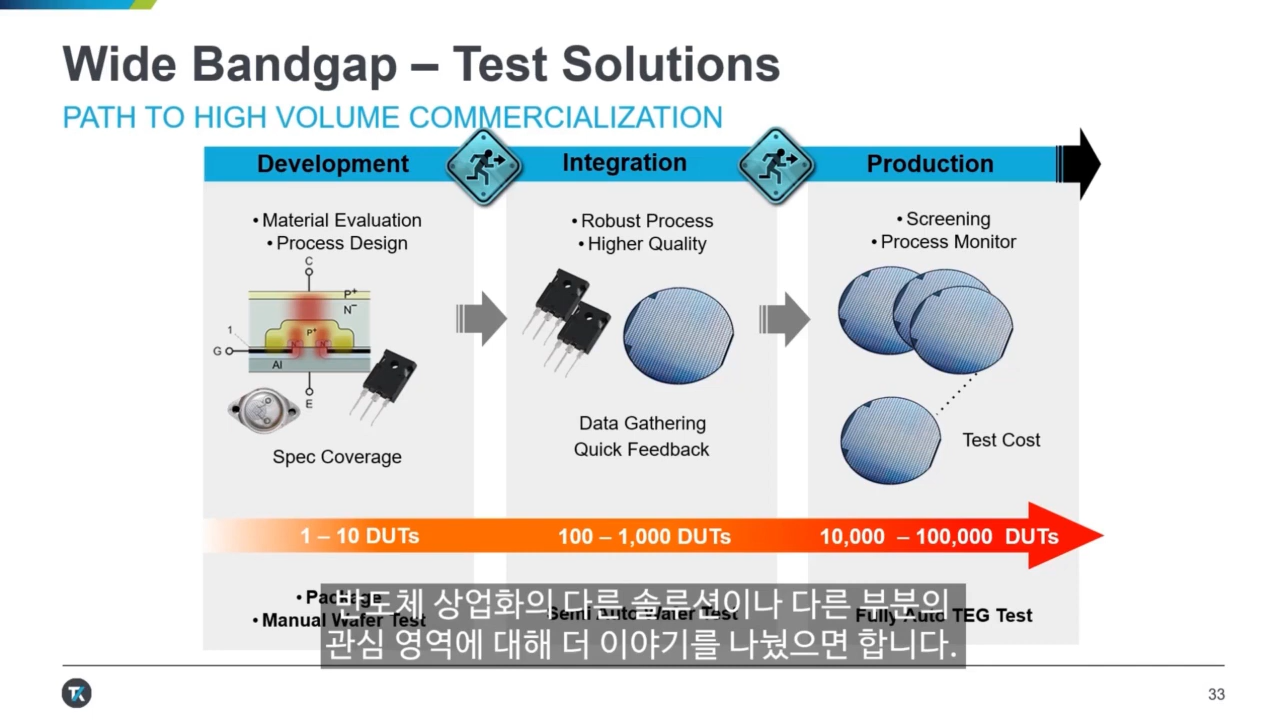 Wide Bandgap – Test Solutions
PATH TO HIGH VOLUME COMMERCIALIZATION
Development
Integration
Production
• Material Evaluation
• Process Design
• Robust Process
• Higher Quality
• Screening
• Process Monitor
C
P+
N−
P+
1
G
Al
E
Spec Coverage
Data Gathering
Quick Feedback
Test Cost
1 – 10 DUTs
100 – 1,000 DUTs
10,000 – 100,000 DUTs
• Package
• Manual Wafer Test
Semi Auto Wafer Test
Fully Auto TEG Test
반도체 상업화의 다른 솔루션이나 다른 부분의
관심 영역에 대해 더 이야기를 나눴으면 합니다.
33